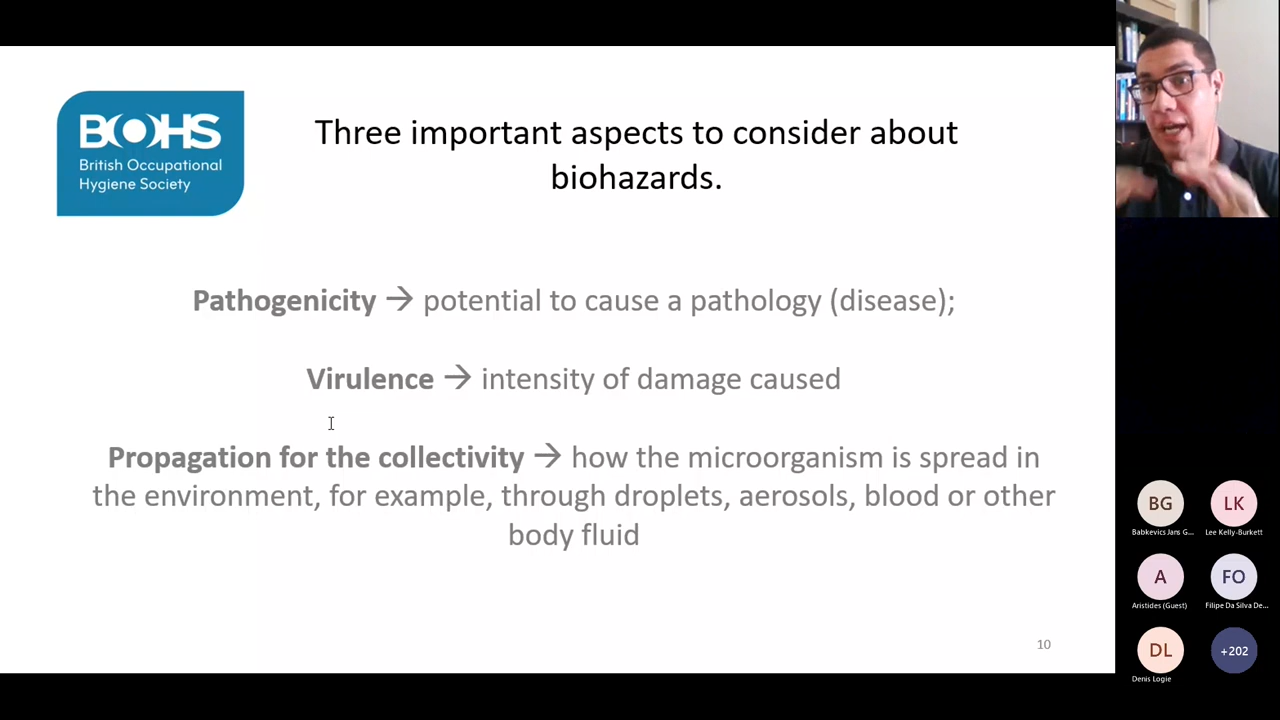 BOHS
British Occupational
Hygiene Society
Three important aspects to consider about
biohazards.
Pathogenicity → potential to cause a pathology (disease);
Virulence → intensity of damage caused
Propagation for the collectivity → how the microorganism is spread in
the environment, for example, through droplets, aerosols, blood or other
body fluid
10
BG
LK
Babkevics Jans G...
Lee Kelly-Burkett
A
FO
Aristides (Guest)
Filipe Da Silva De...
DL
+202
Denis Logie